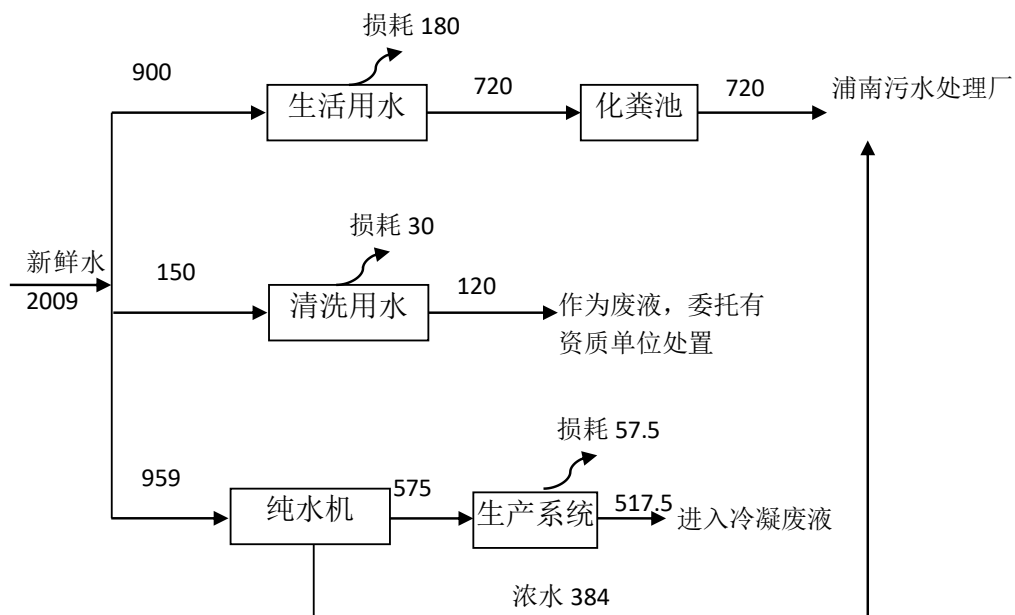 损耗 180
900
生活用水
720
化粪池
720
浦南污水处理厂
损耗 30
新鲜水
2009
150
清洗用水
120
作为废液，委托有
资质单位处置
损耗 57.5
959
纯水机
575
生产系统
517.5
进入冷凝废液
浓水 384